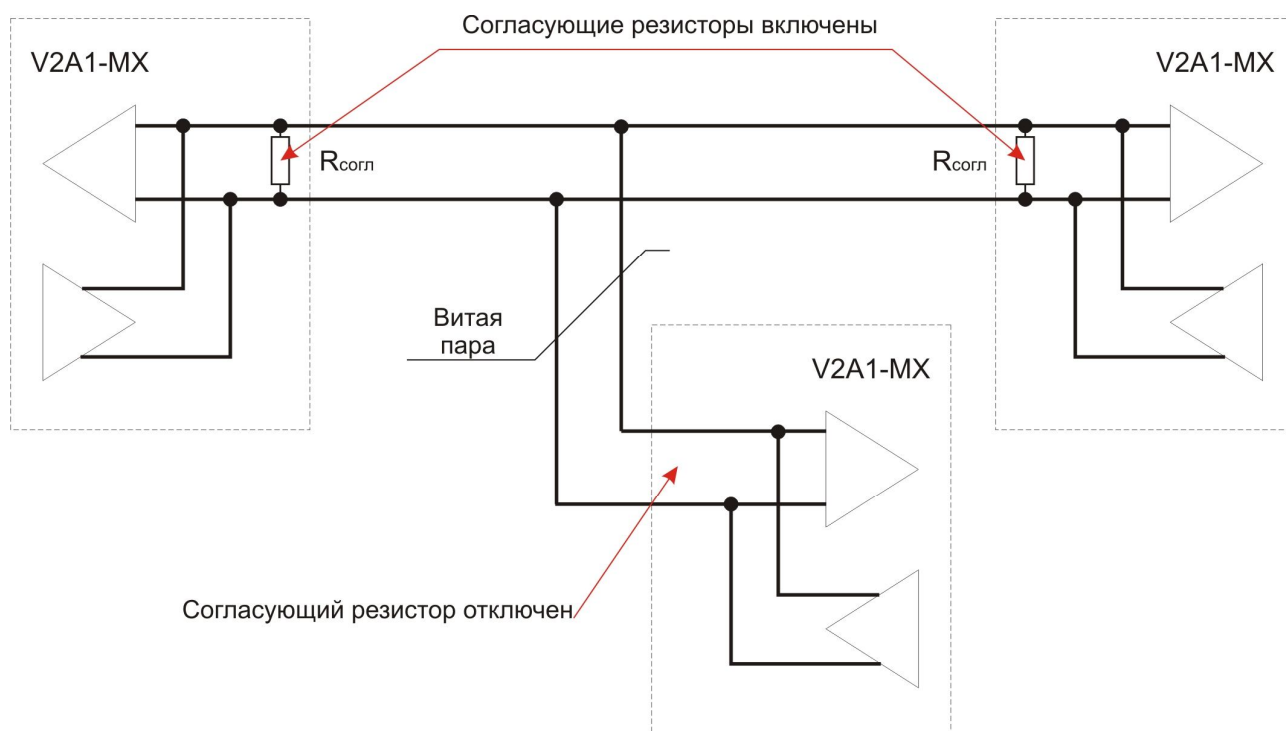 Согласующие резисторы включены
V2A1-MX
V2A1-MX
Rсогл
Rсогл
Витая
пара
V2A1-MX
Согласующий резистор отключен